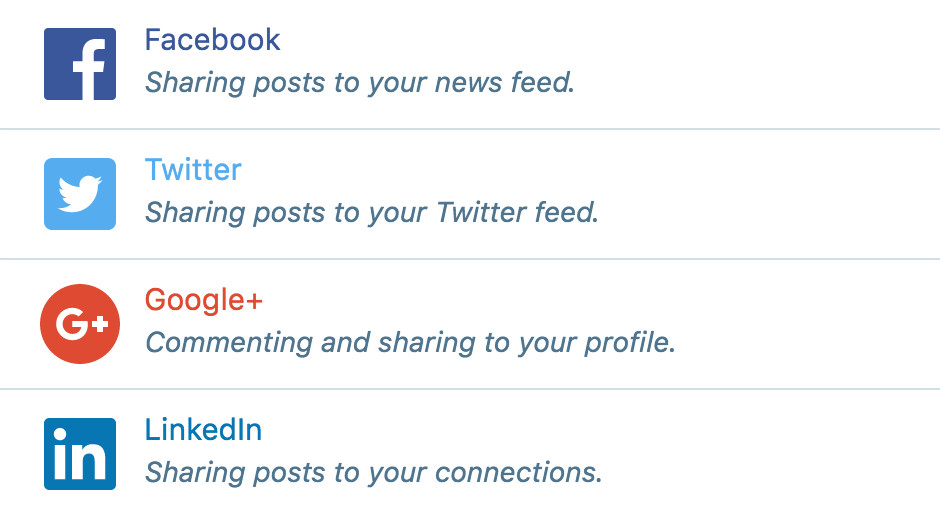 Facebook
Sharing posts to your news feed.
Twitter
Sharing posts to your Twitter feed.
G+ Google+
Commenting and sharing to your profile.
in LinkedIn
Sharing posts to your connections.